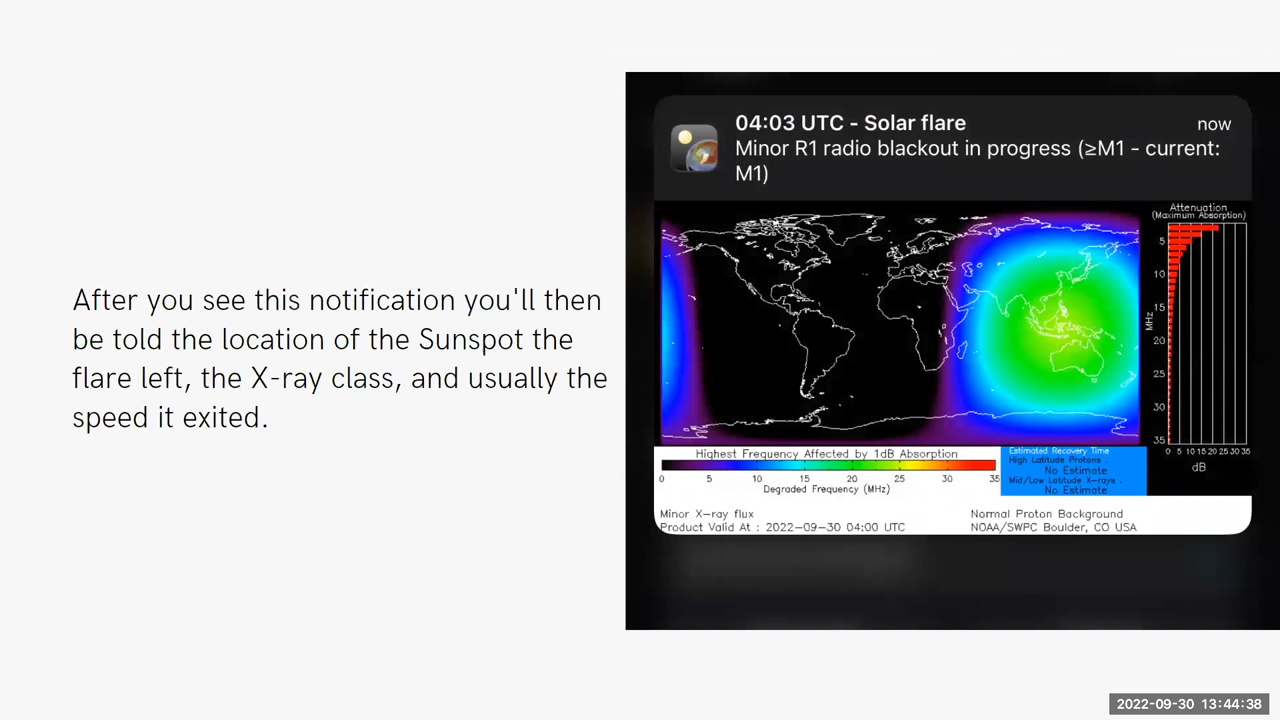 After you see this notification you'll then
be told the location of the Sunspot the
flare left, the X-ray class, and usually the
speed it exited.
04:03 UTC - Solar flare
now
Minor R1 radio blackout in progress (≥M1 - current:
M1)
Attenuation
(Maximum Absorption)
5
10
15
20
25
30
35
MHz
0 5 10 15 20 25 30 35
dB
Highest Frequency Affected by 1dB Absorption
0 5 10 15 20 25 30 35
Degraded Frequency (MHz)
Estimated Recovery Time
High Latitude Protons :
No Estimate
Mid/Low Latitude X-rays :
No Estimate
Minor X-ray flux
Product Valid At : 2022-09-30 04:00 UTC
Normal Proton Background
NOAA/SWPC Boulder, CO USA
2022-09-30 13:44:38